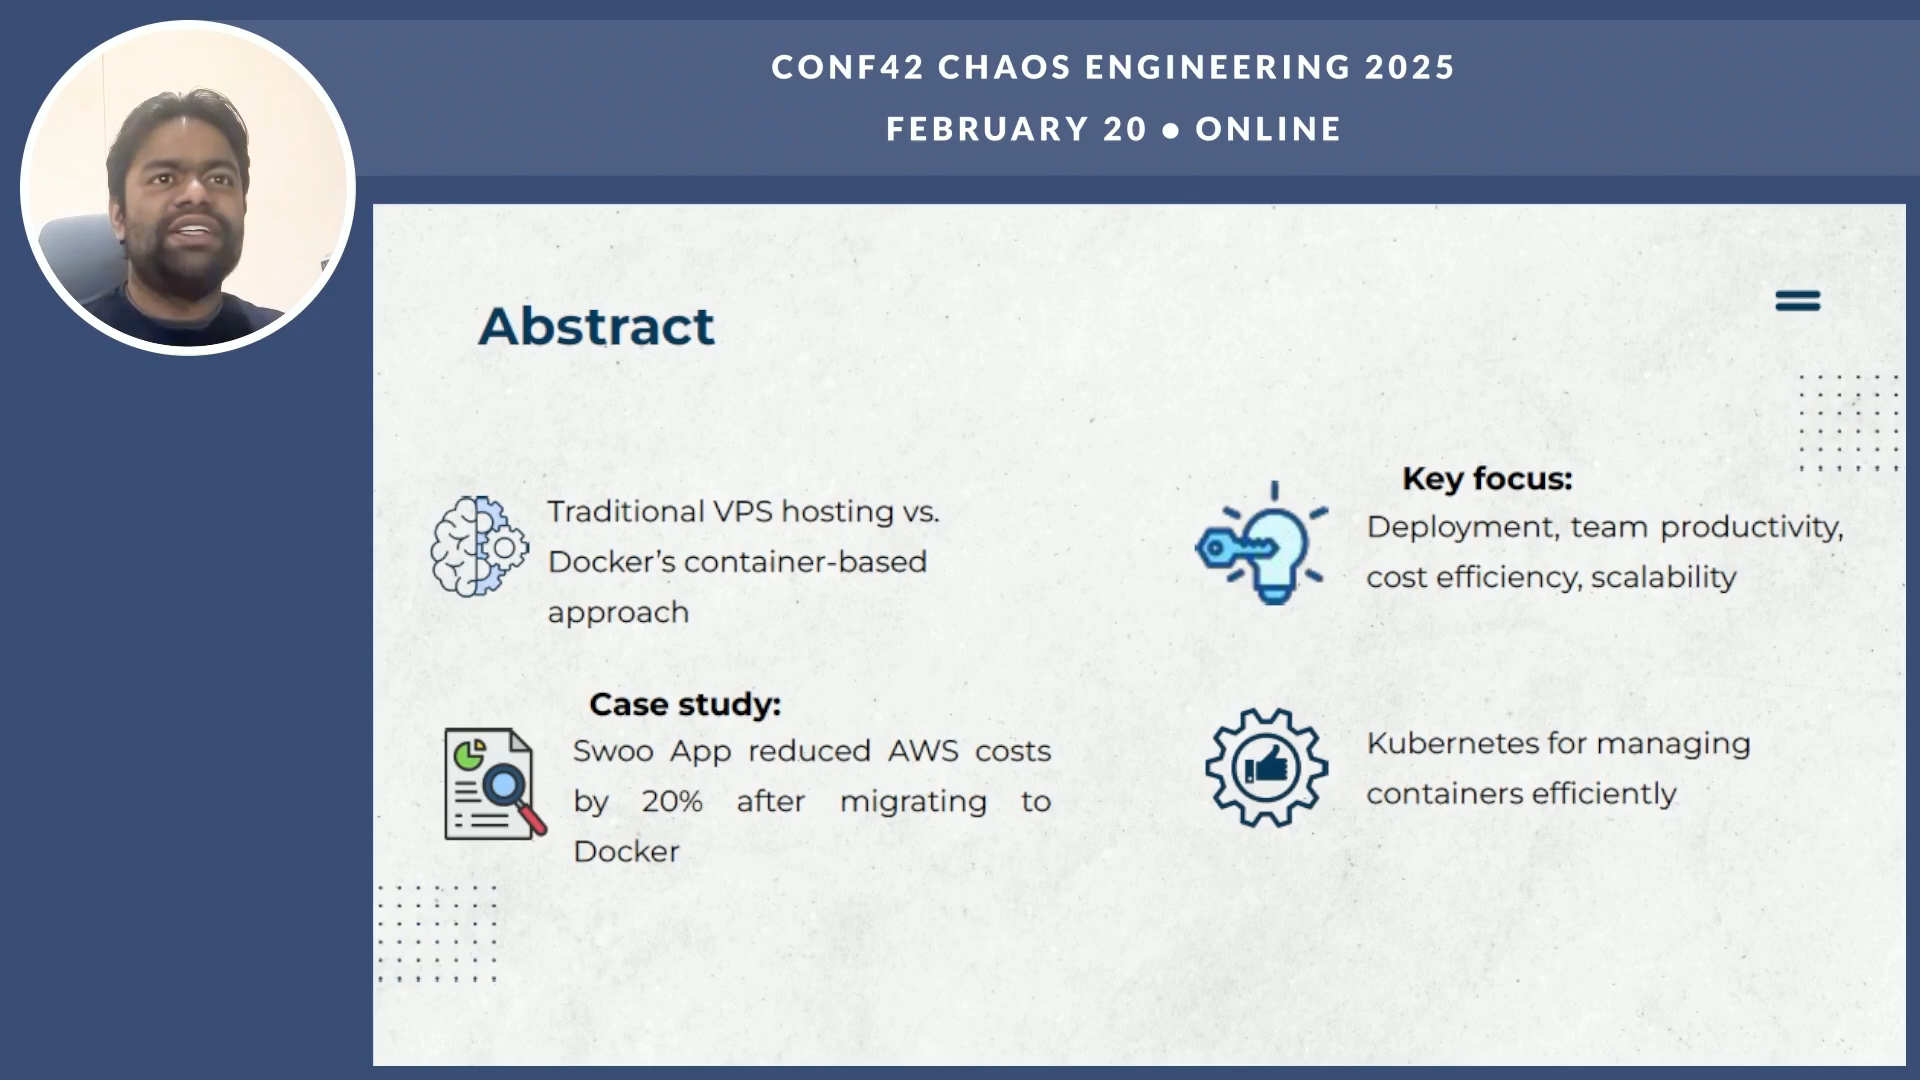 CONF42 CHAOS ENGINEERING 2025
FEBRUARY 20 ● ONLINE
Abstract
Traditional VPS hosting vs.
Docker’s container-based
approach
Key focus:
Deployment, team productivity,
cost efficiency, scalability
Case study:
Swoo App reduced AWS costs
by 20% after migrating to
Docker
Kubernetes for managing
containers efficiently